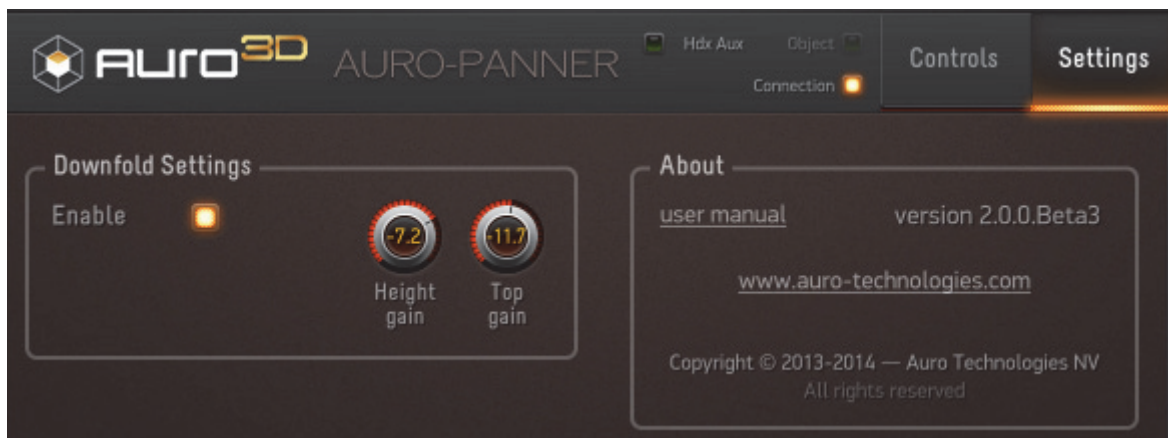 AURO 3D AURO-PANNER
Hdx Aux Object
Connection
Controls Settings
Downfold Settings
Enable
-7.2 -11.7
Height gain
Top gain
About
user manual version 2.0.0.Beta3
www.auro-technologies.com
Copyright © 2013-2014 — Auro Technologies NV
All rights reserved